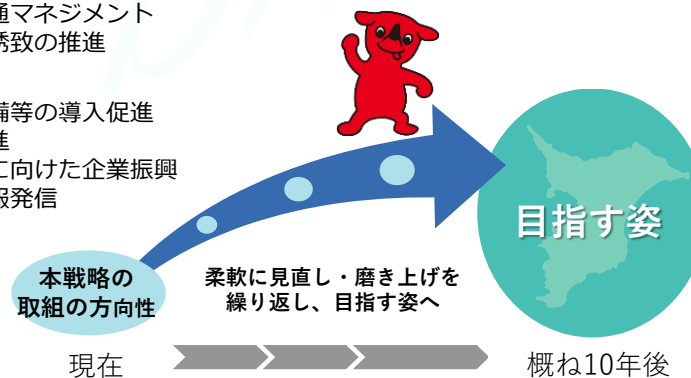 通マネジメント
誘致の推進
備等の導入促進
進
に向けた企業振興
報発信
目指す姿
本戦略の
取組の方向性
柔軟に見直し・磨き上げを
繰り返し、目指す姿へ
現在
概ね10年後